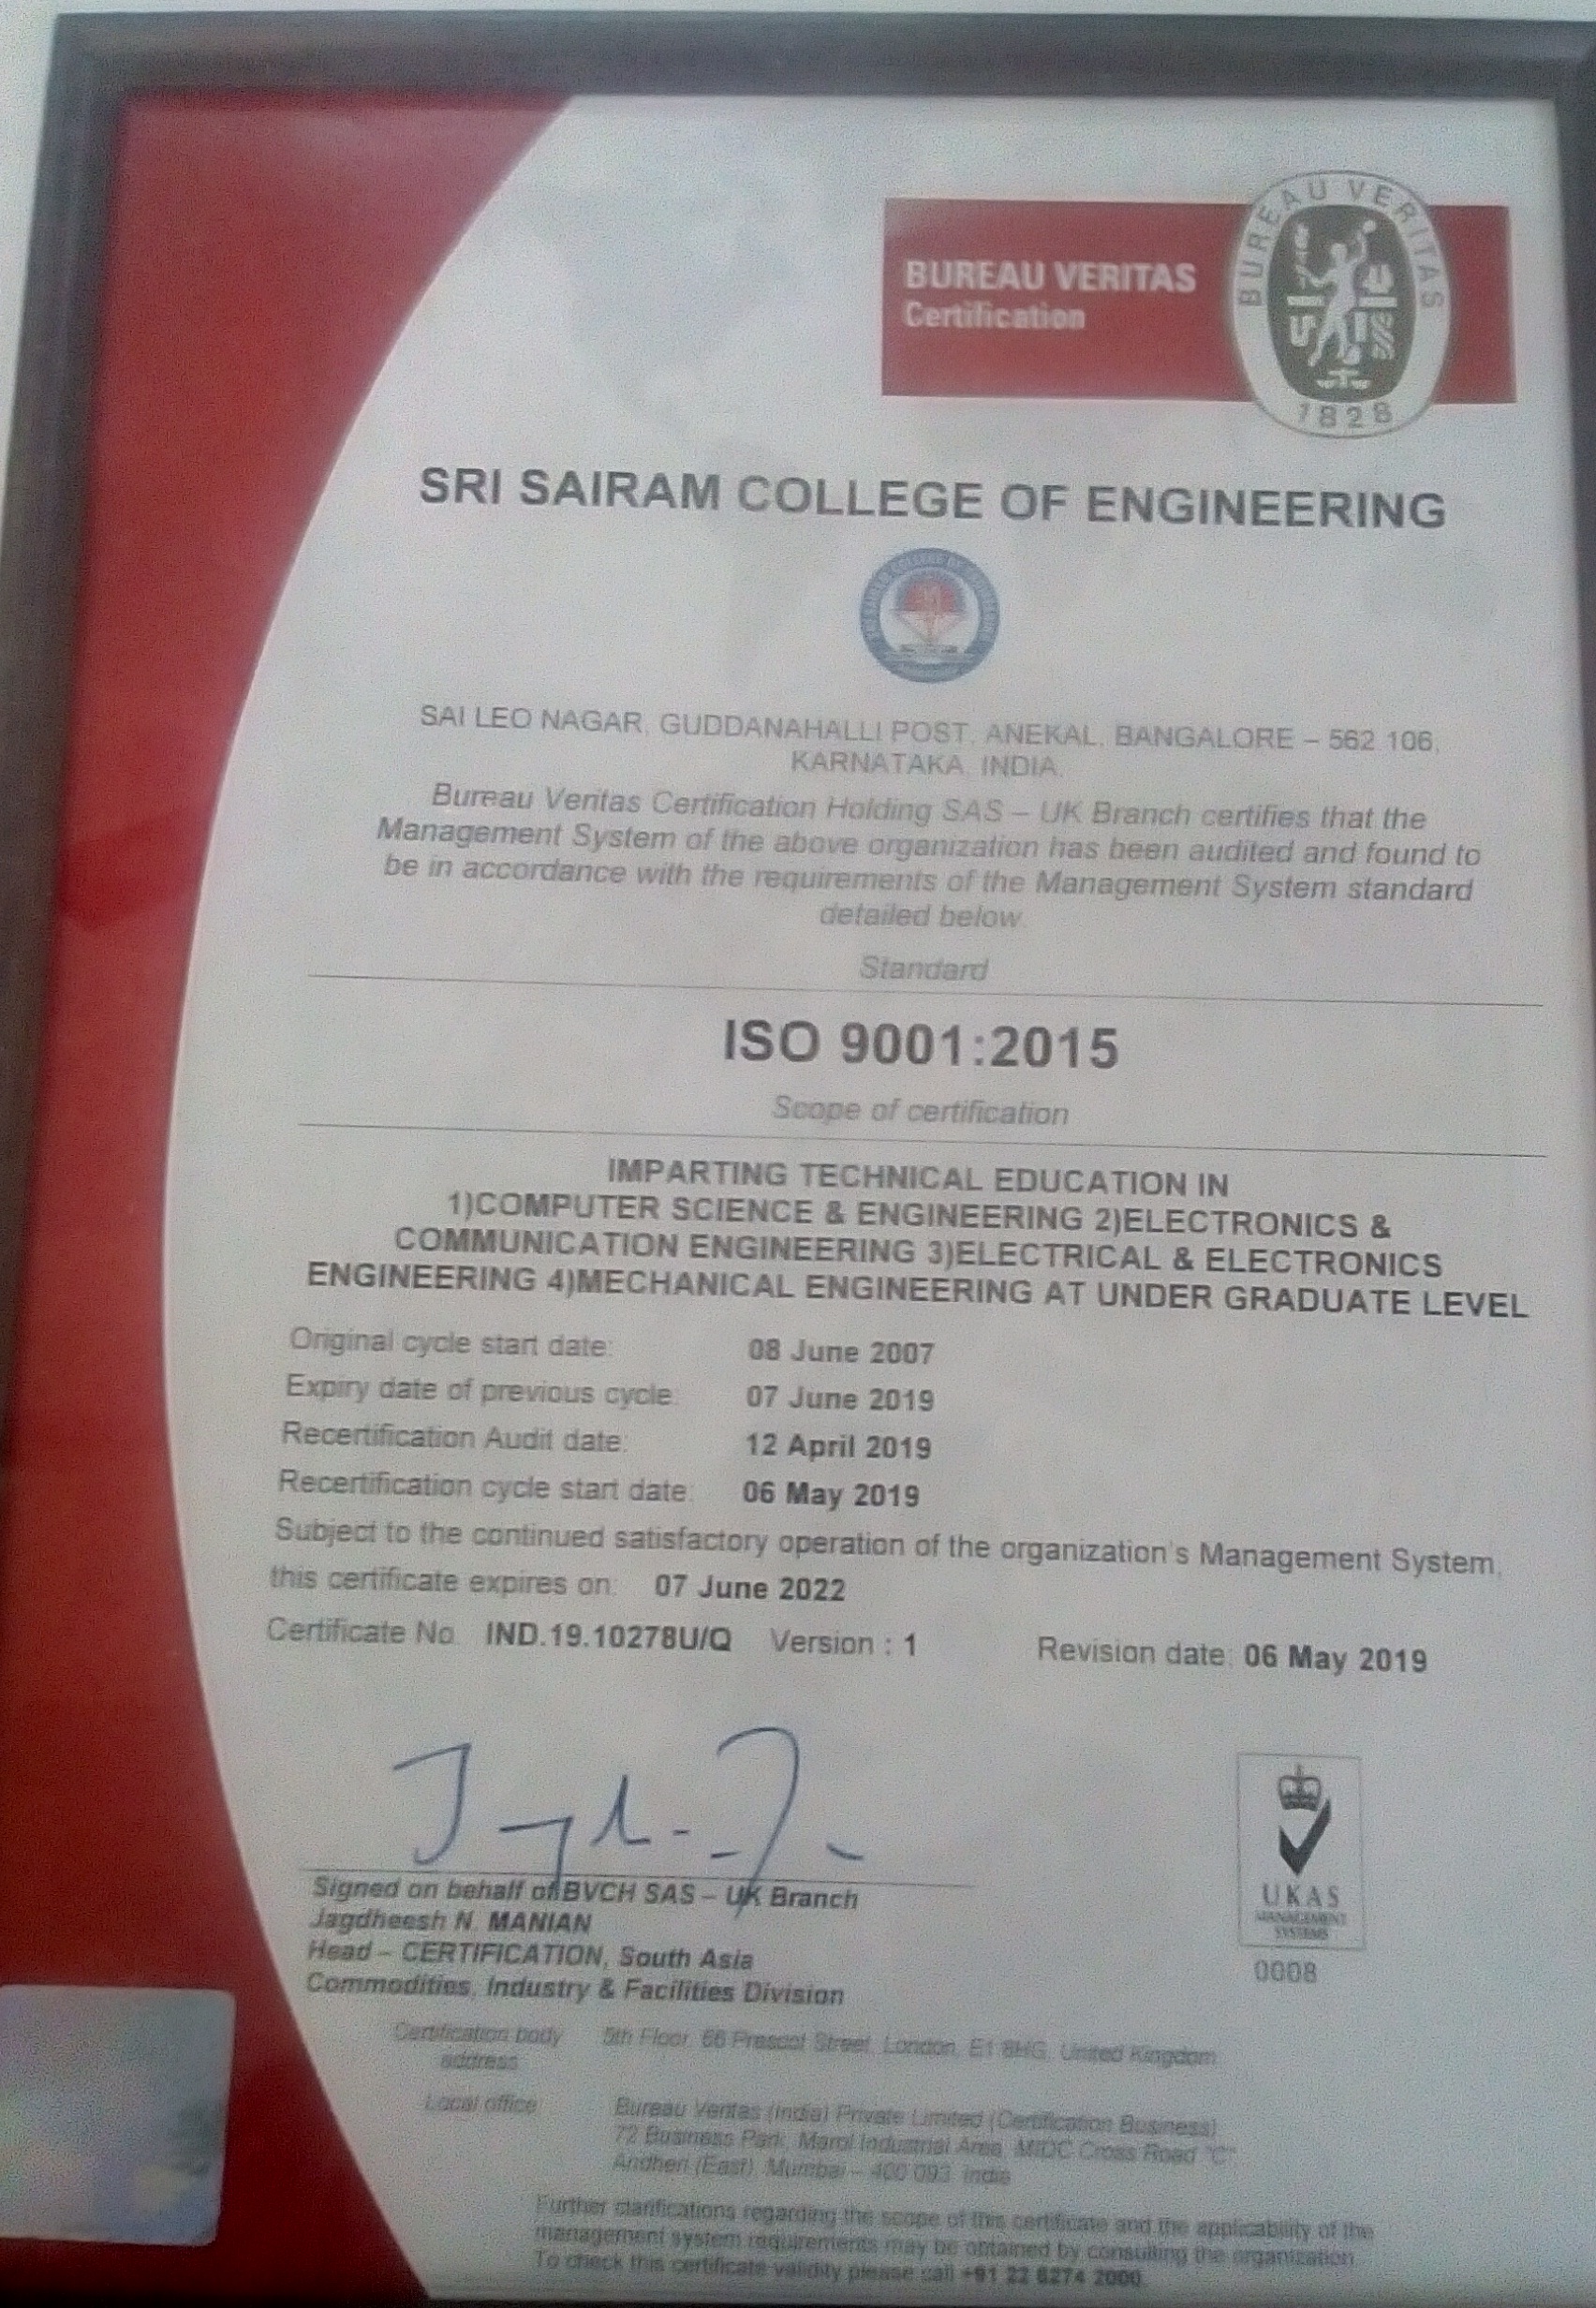 BUREAU VERITAS
Certification
BUREAU VERITAS
1828
SRI SAIRAM COLLEGE OF ENGINEERING
SAI LEO NAGAR, GUDDANAHALLI POST, ANEKAL, BANGALORE – 562 106,
KARNATAKA, INDIA.
Bureau Veritas Certification Holding SAS – UK Branch certifies that the
Management System of the above organization has been audited and found to
be in accordance with the requirements of the Management System standard
detailed below.
Standard
ISO 9001:2015
Scope of certification
IMPARTING TECHNICAL EDUCATION IN
1)COMPUTER SCIENCE & ENGINEERING 2)ELECTRONICS &
COMMUNICATION ENGINEERING 3)ELECTRICAL & ELECTRONICS
ENGINEERING 4)MECHANICAL ENGINEERING AT UNDER GRADUATE LEVEL
Original cycle start date: 08 June 2007
Expiry date of previous cycle: 07 June 2019
Recertification Audit date: 12 April 2019
Recertification cycle start date: 06 May 2019
Subject to the continued satisfactory operation of the organization's Management System,
this certificate expires on: 07 June 2022
Certificate No. IND.19.10278U/Q Version : 1 Revision date: 06 May 2019
Signed on behalf of BVCH SAS – UK Branch
Jagdheesh N. MANIAN
Head – CERTIFICATION, South Asia
Commodities, Industry & Facilities Division
UKAS
MANAGEMENT
SYSTEMS
0008
Certification body address 5th Floor, 66 Prescot Street, London, E1 8HG, United Kingdom
Local office Bureau Veritas (India) Private Limited (Certification Business)
72 Business Park, Marol Industrial Area, MIDC Cross Road "C"
Andheri (East), Mumbai – 400 093 India
Further clarifications regarding the scope of this certificate and the applicability of the
management system requirements may be obtained by consulting the organization
To check this certificate validity please call +91 22 6274 2000